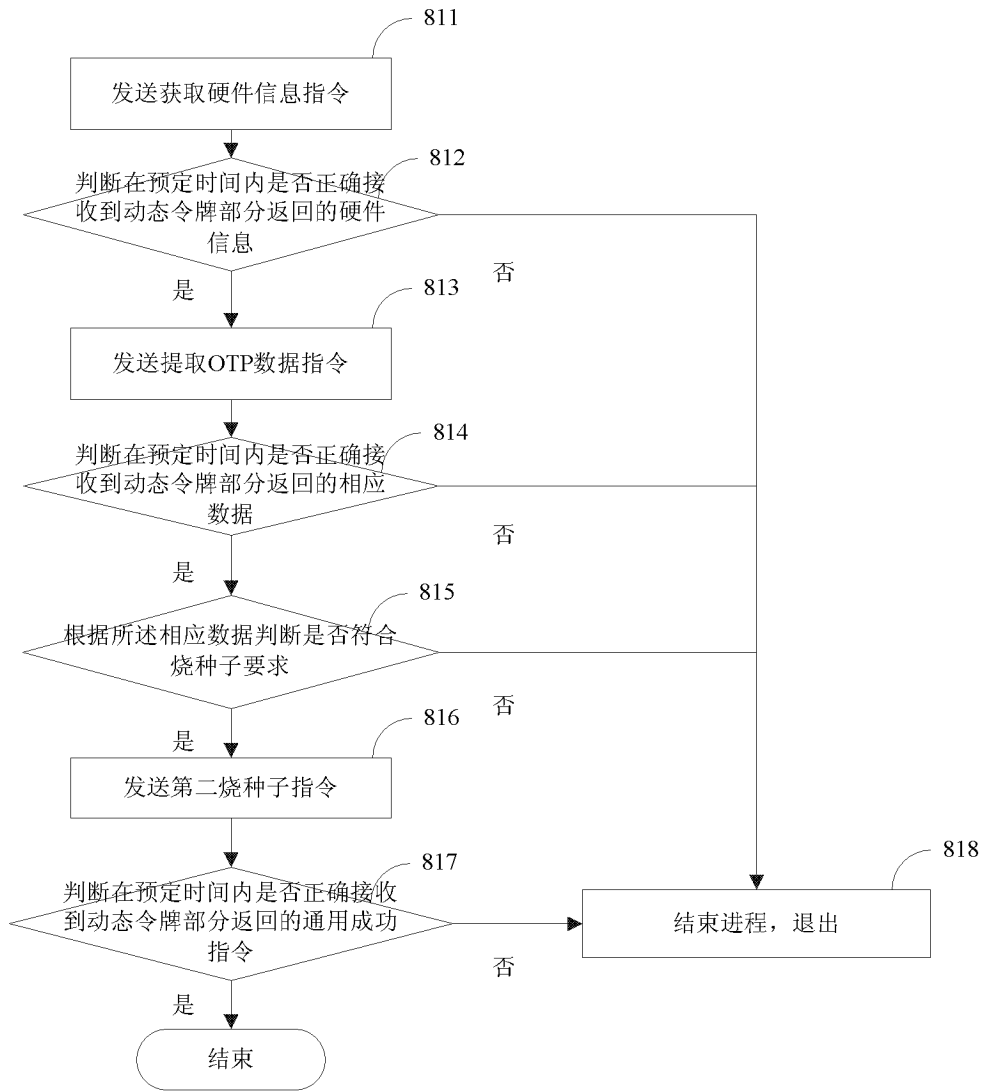 811
发送获取硬件信息指令
812
判断在预定时间内是否正确接
收到动态令牌部分返回的硬件
信息
否
是
813
发送提取OTP数据指令
814
判断在预定时间内是否正确接
收到动态令牌部分返回的相应
数据
否
是
815
根据所述相应数据判断是否符合
烧种子要求
否
是
816
发送第二烧种子指令
817
判断在预定时间内是否正确接收
到动态令牌部分返回的通用成功
指令
818
结束进程，退出
否
是
结束